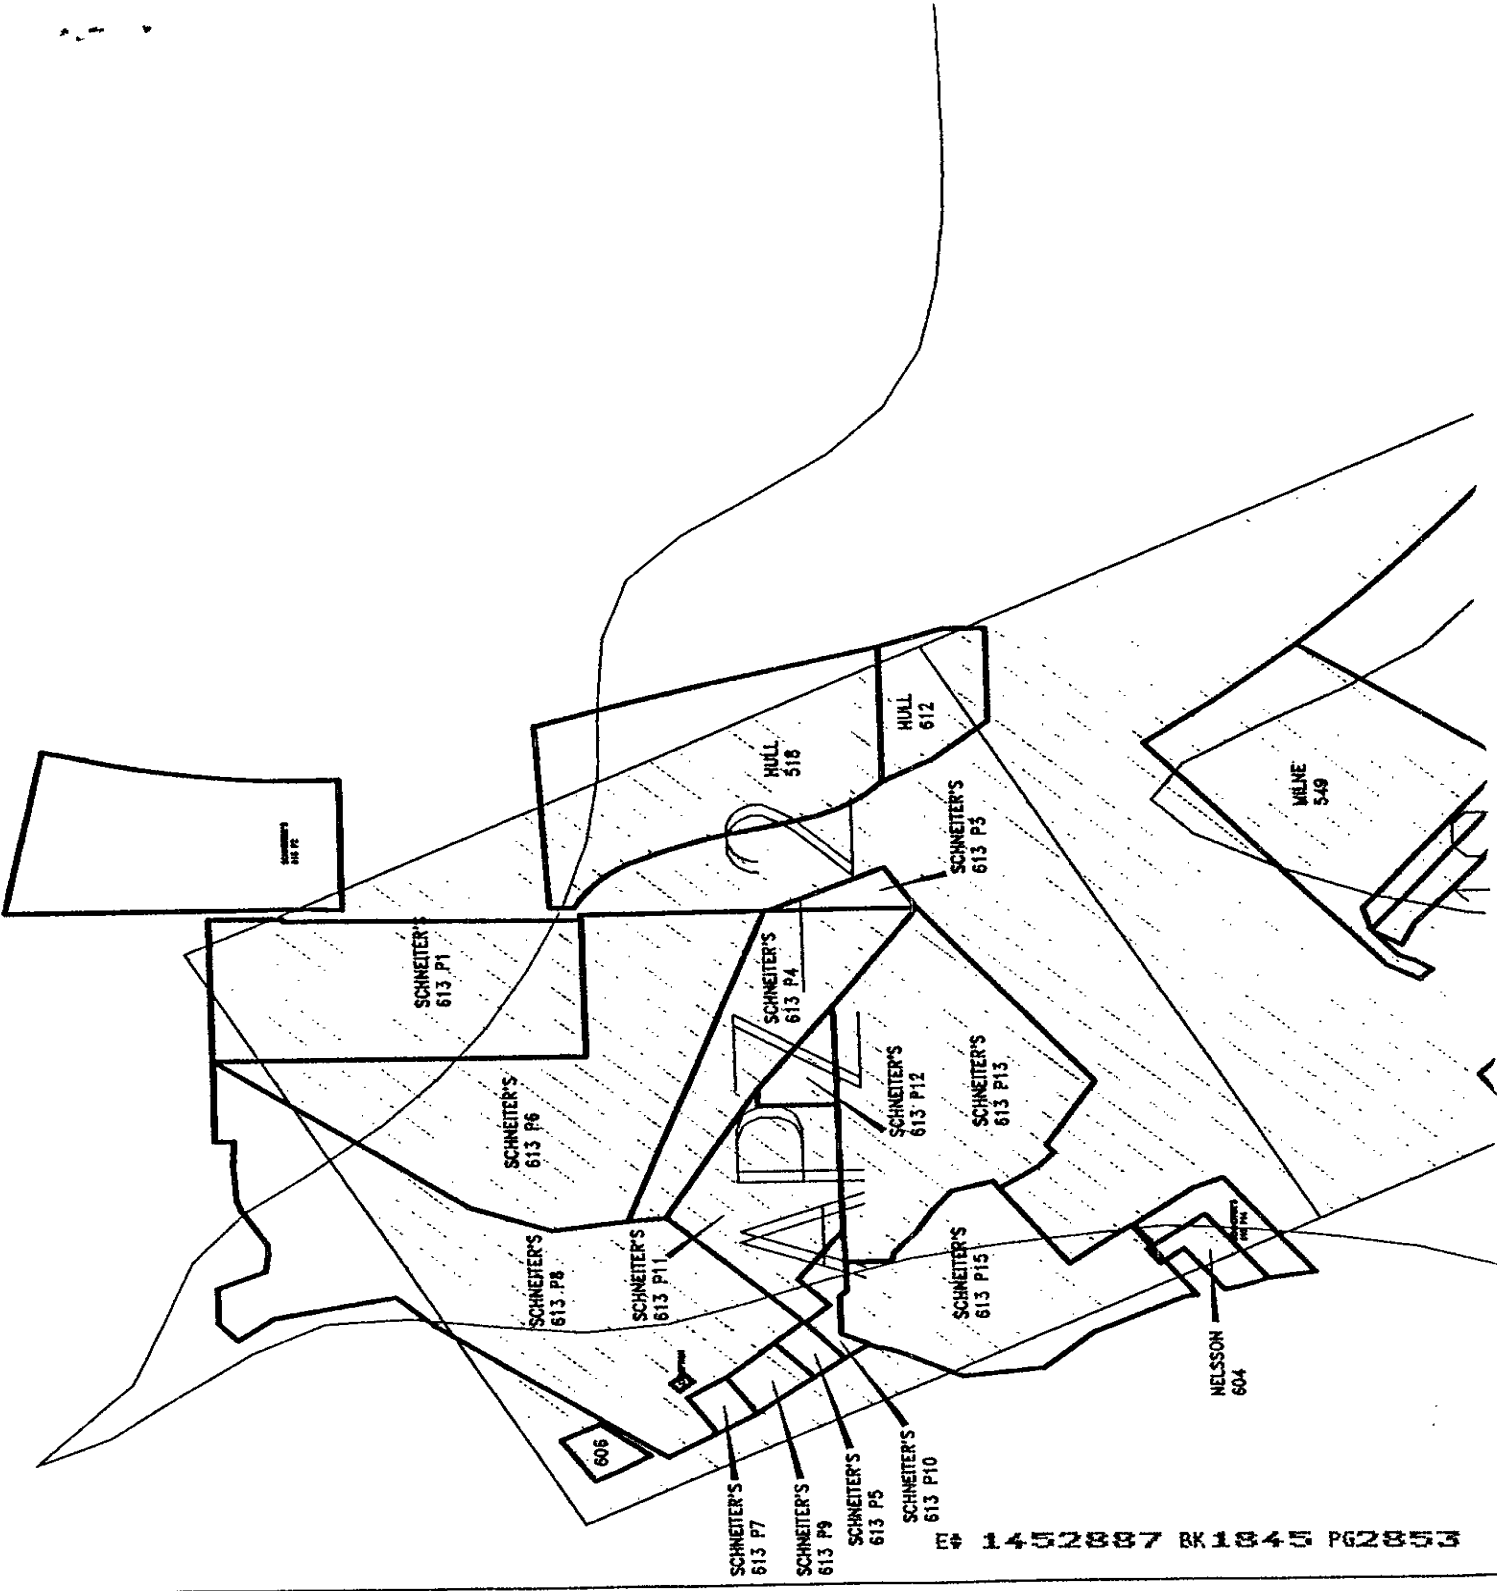 SCHNEITER'S
613 P1
HULL
518
HULL
612
SCHNEITER'S
613 P3
MILNE
549
SCHNEITER'S
613 P4
APZ 2
SCHNEITER'S
613 P6
SCHNEITER'S
613 P12
SCHNEITER'S
613 P13
SCHNEITER'S
613 P8
SCHNEITER'S
613 P11
SCHNEITER'S
613 P15
606
NELSSON
604
SCHNEITER'S
613 P7
SCHNEITER'S
613 P9
SCHNEITER'S
613 P5
SCHNEITER'S
613 P10
E# 1452887 BK1845 PG2853